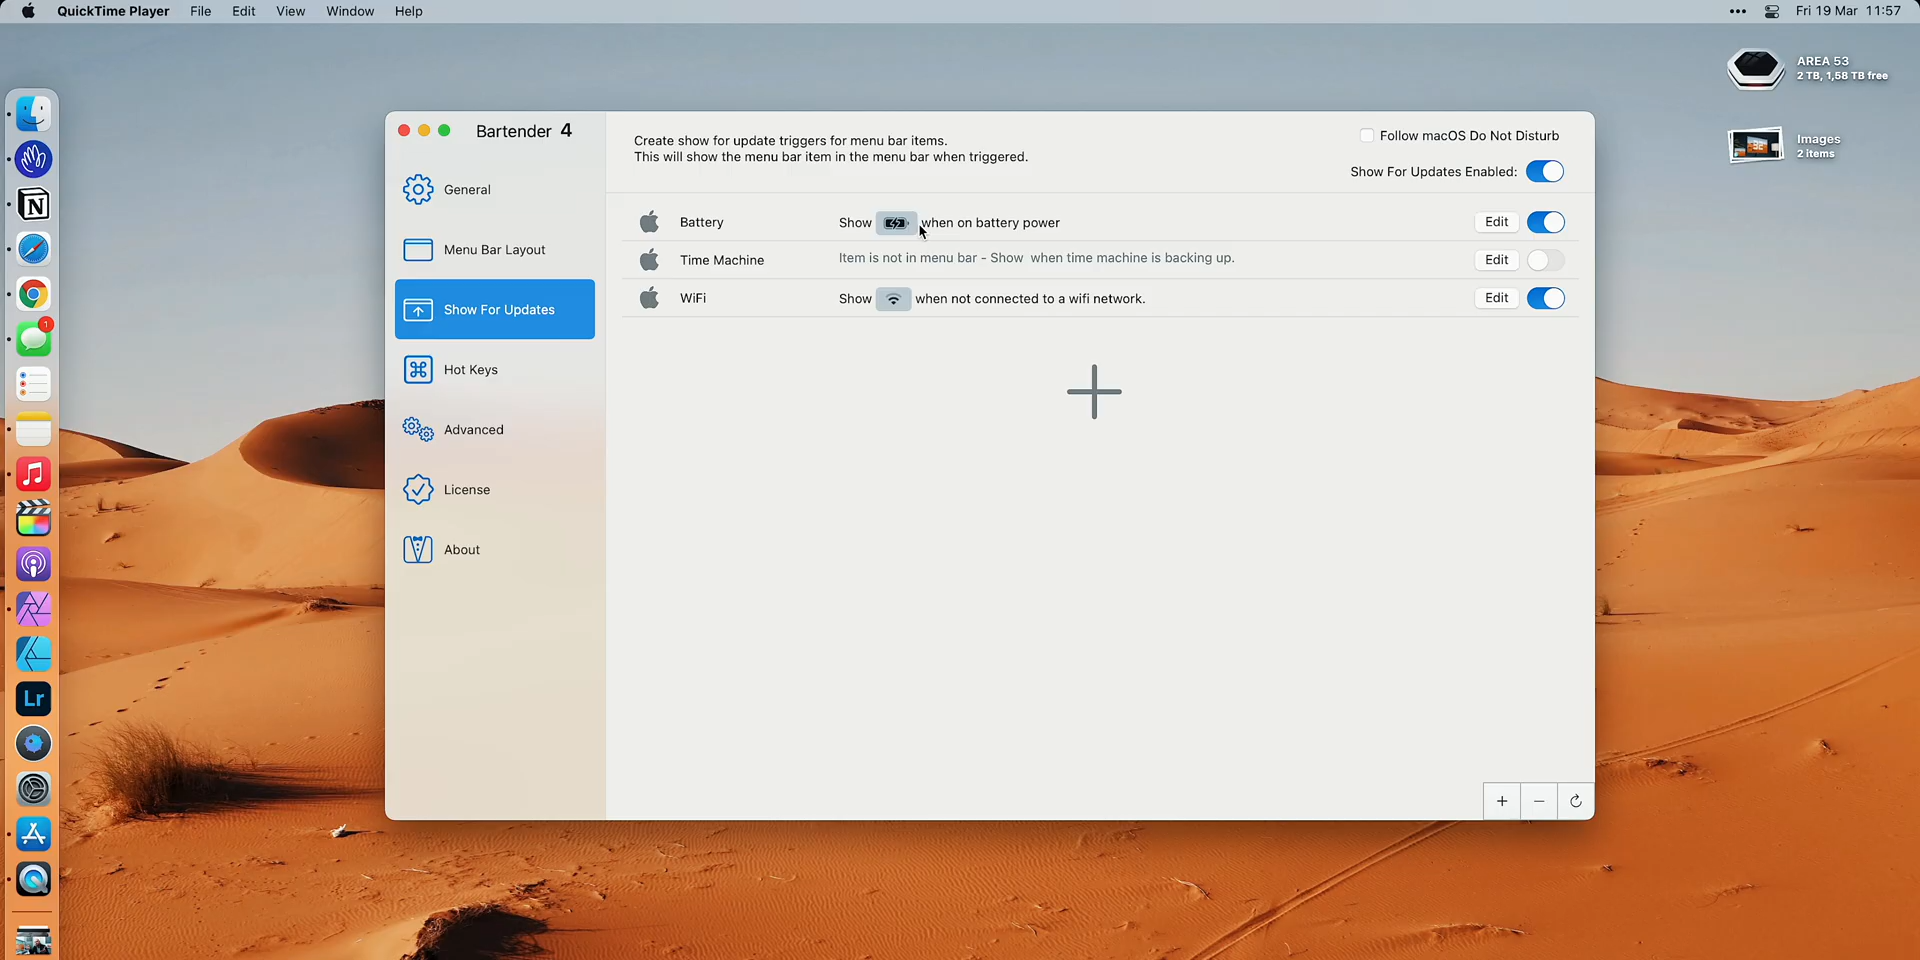 QuickTime Player File Edit View Window Help
Fri 19 Mar 11:57
AREA 53
2 TB, 1,58 TB free
Images
2 items
1
N
Lr
Bartender 4
General
Menu Bar Layout
Show For Updates
Hot Keys
Advanced
License
About
Create show for update triggers for menu bar items.
This will show the menu bar item in the menu bar when triggered.
Follow macOS Do Not Disturb
Show For Updates Enabled:
Battery Show when on battery power Edit
Time Machine Item is not in menu bar - Show when time machine is backing up. Edit
WiFi Show when not connected to a wifi network. Edit